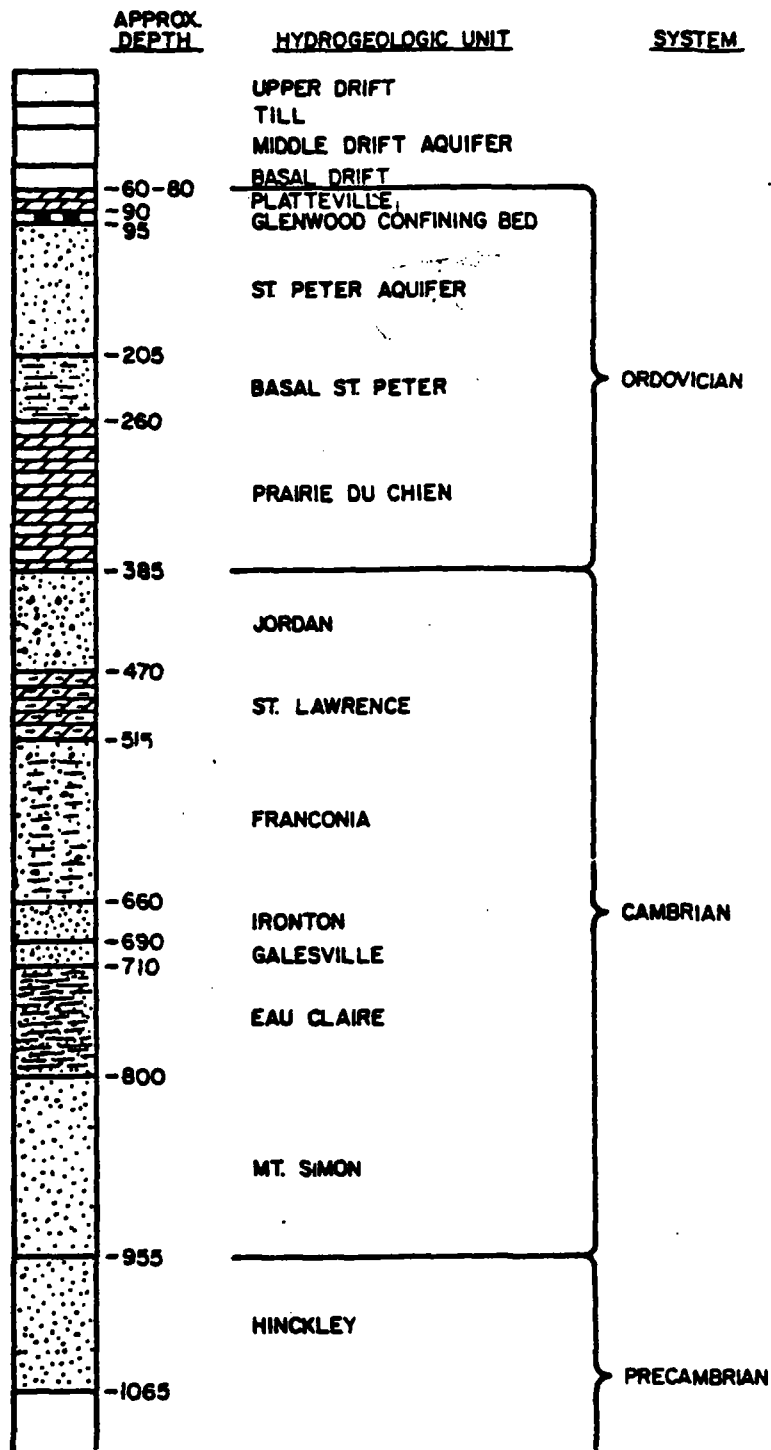 APPROX.
DEPTH HYDROGEOLOGIC UNIT SYSTEM
UPPER DRIFT
TILL
MIDDLE DRIFT AQUIFER
BASAL DRIFT
-60-80
PLATTEVILLE
-90
GLENWOOD CONFINING BED
-95
ST. PETER AQUIFER
-205
ORDOVICIAN
BASAL ST. PETER
-260
PRAIRIE DU CHIEN
-385
JORDAN
-470
ST. LAWRENCE
-515
FRANCONIA
-660
CAMBRIAN
IRONTON
-690
GALESVILLE
-710
EAU CLAIRE
-800
MT. SIMON
-955
HINCKLEY
PRECAMBRIAN
-1065